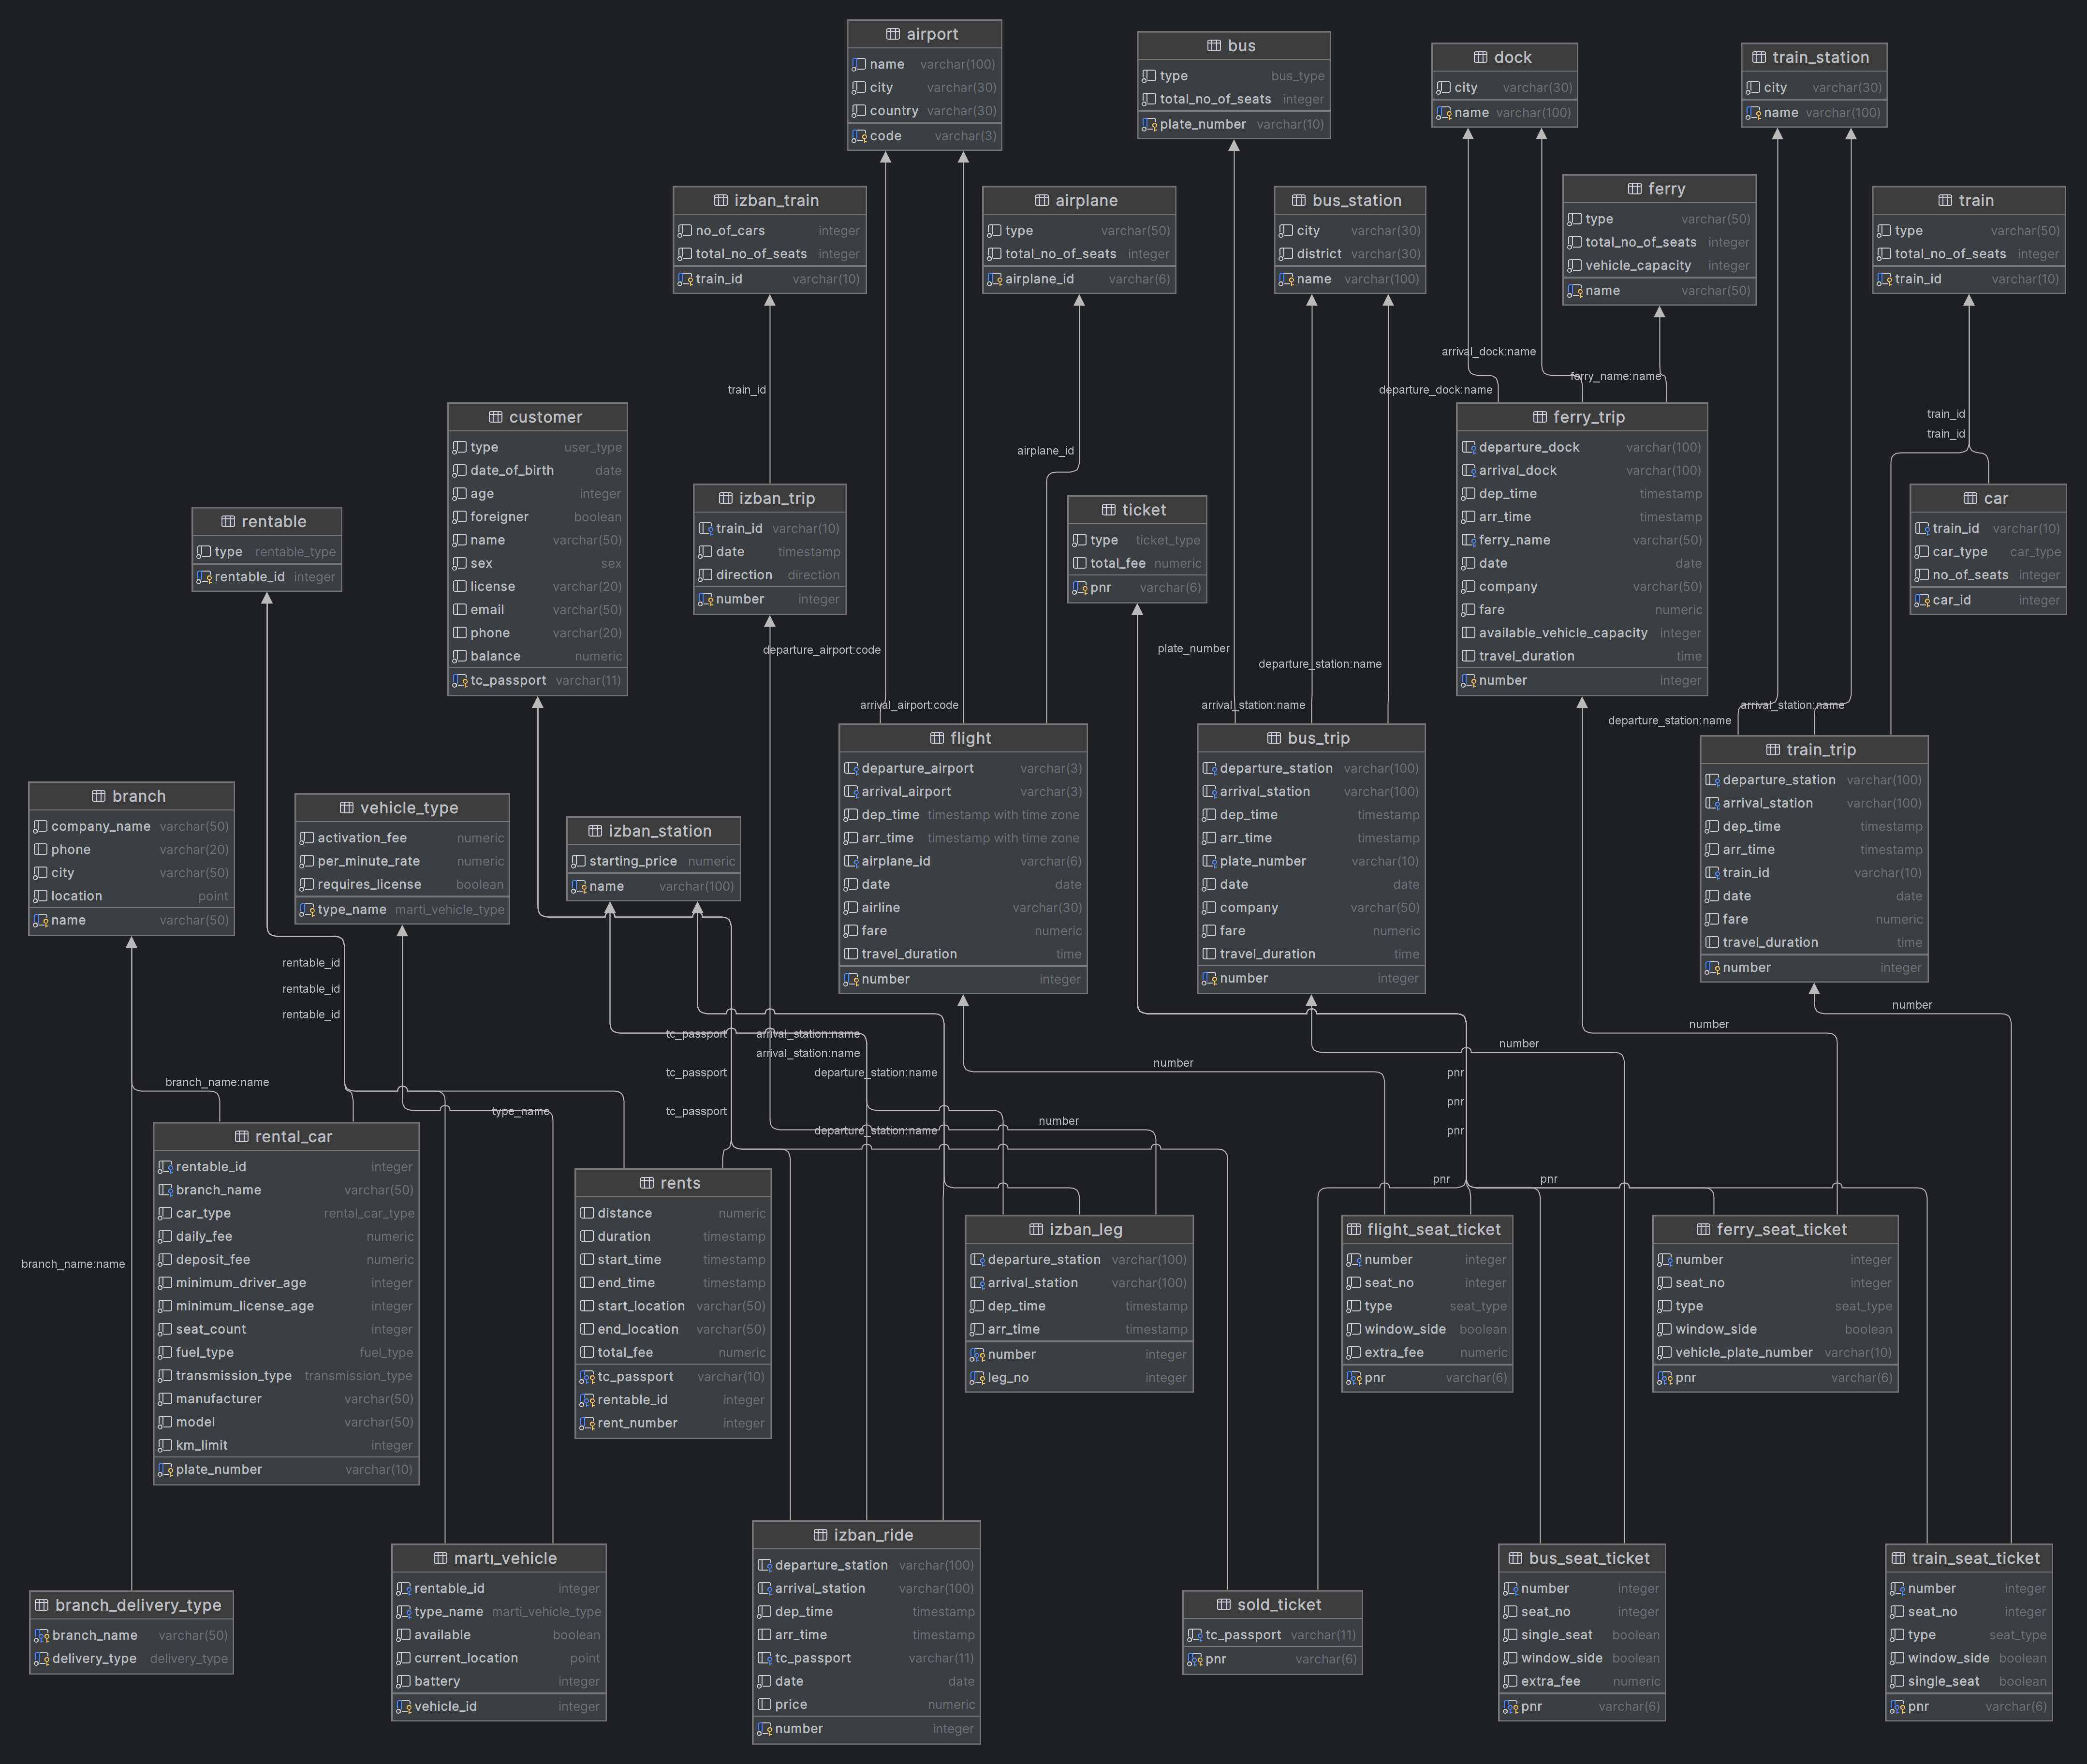 airport
name varchar(100)
city varchar(30)
country varchar(30)
code varchar(3)
bus
type bus_type
total_no_of_seats integer
plate_number varchar(10)
dock
city varchar(30)
name varchar(100)
train_station
city varchar(30)
name varchar(100)
izban_train
no_of_cars integer
total_no_of_seats integer
train_id varchar(10)
airplane
type varchar(50)
total_no_of_seats integer
airplane_id varchar(6)
bus_station
city varchar(30)
district varchar(30)
name varchar(100)
ferry
type varchar(50)
total_no_of_seats integer
vehicle_capacity integer
name varchar(50)
train
type varchar(50)
total_no_of_seats integer
train_id varchar(10)
arrival_dock:name
ferry_name:name
departure_dock:name
train_id
airplane_id
train_id
train_id
customer
type user_type
date_of_birth date
age integer
foreigner boolean
name varchar(50)
sex sex
license varchar(20)
email varchar(50)
phone varchar(20)
balance numeric
tc_passport varchar(11)
ferry_trip
departure_dock varchar(100)
arrival_dock varchar(100)
dep_time timestamp
arr_time timestamp
ferry_name varchar(50)
date date
company varchar(50)
fare numeric
available_vehicle_capacity integer
travel_duration time
number integer
rentable
type rentable_type
rentable_id integer
izban_trip
train_id varchar(10)
date timestamp
direction direction
number integer
ticket
type ticket_type
total_fee numeric
pnr varchar(6)
car
train_id varchar(10)
car_type car_type
no_of_seats integer
car_id integer
departure_airport:code
plate_number
departure_station:name
arrival_airport:code
arrival_station:name
departure_station:name
arrival_station:name
flight
departure_airport varchar(3)
arrival_airport varchar(3)
dep_time timestamp with time zone
arr_time timestamp with time zone
airplane_id varchar(6)
date date
airline varchar(30)
fare numeric
travel_duration time
number integer
bus_trip
departure_station varchar(100)
arrival_station varchar(100)
dep_time timestamp
arr_time timestamp
plate_number varchar(10)
date date
company varchar(50)
fare numeric
travel_duration time
number integer
train_trip
departure_station varchar(100)
arrival_station varchar(100)
dep_time timestamp
arr_time timestamp
train_id varchar(10)
date date
fare numeric
travel_duration time
number integer
branch
company_name varchar(50)
phone varchar(20)
city varchar(50)
location point
name varchar(50)
vehicle_type
activation_fee numeric
per_minute_rate numeric
requires_license boolean
type_name marti_vehicle_type
izban_station
starting_price numeric
name varchar(100)
rentable_id
rentable_id
rentable_id
tc_passport
arrival_station:name
arrival_station:name
tc_passport
departure_station:name
tc_passport
departure_station:name
number
number
number
number
number
pnr
pnr
pnr
pnr
pnr
branch_name:name
type_name
branch_name:name
rental_car
rentable_id integer
branch_name varchar(50)
car_type rental_car_type
daily_fee numeric
deposit_fee numeric
minimum_driver_age integer
minimum_license_age integer
seat_count integer
fuel_type fuel_type
transmission_type transmission_type
manufacturer varchar(50)
model varchar(50)
km_limit integer
plate_number varchar(10)
rents
distance numeric
duration timestamp
start_time timestamp
end_time timestamp
start_location varchar(50)
end_location varchar(50)
total_fee numeric
tc_passport varchar(10)
rentable_id integer
rent_number integer
izban_leg
departure_station varchar(100)
arrival_station varchar(100)
dep_time timestamp
arr_time timestamp
number integer
leg_no integer
flight_seat_ticket
number integer
seat_no integer
type seat_type
window_side boolean
extra_fee numeric
pnr varchar(6)
ferry_seat_ticket
number integer
seat_no integer
type seat_type
window_side boolean
vehicle_plate_number varchar(10)
pnr varchar(6)
branch_delivery_type
branch_name varchar(50)
delivery_type delivery_type
martı_vehicle
rentable_id integer
type_name marti_vehicle_type
available boolean
current_location point
battery integer
vehicle_id integer
izban_ride
departure_station varchar(100)
arrival_station varchar(100)
dep_time timestamp
arr_time timestamp
tc_passport varchar(11)
date date
price numeric
number integer
sold_ticket
tc_passport varchar(11)
pnr varchar(6)
bus_seat_ticket
number integer
seat_no integer
single_seat boolean
window_side boolean
extra_fee numeric
pnr varchar(6)
train_seat_ticket
number integer
seat_no integer
type seat_type
window_side boolean
single_seat boolean
pnr varchar(6)